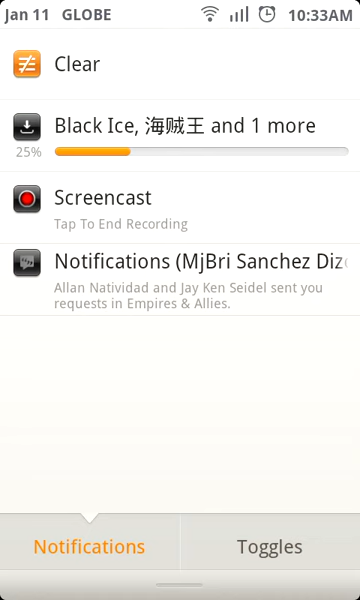 Jan 11 GLOBE 10:33AM
Clear
Black Ice, 海贼王 and 1 more
25%
Screencast
Tap To End Recording
Notifications (MjBri Sanchez Dizo
Allan Natividad and Jay Ken Seidel sent you
requests in Empires & Allies.
Notifications Toggles